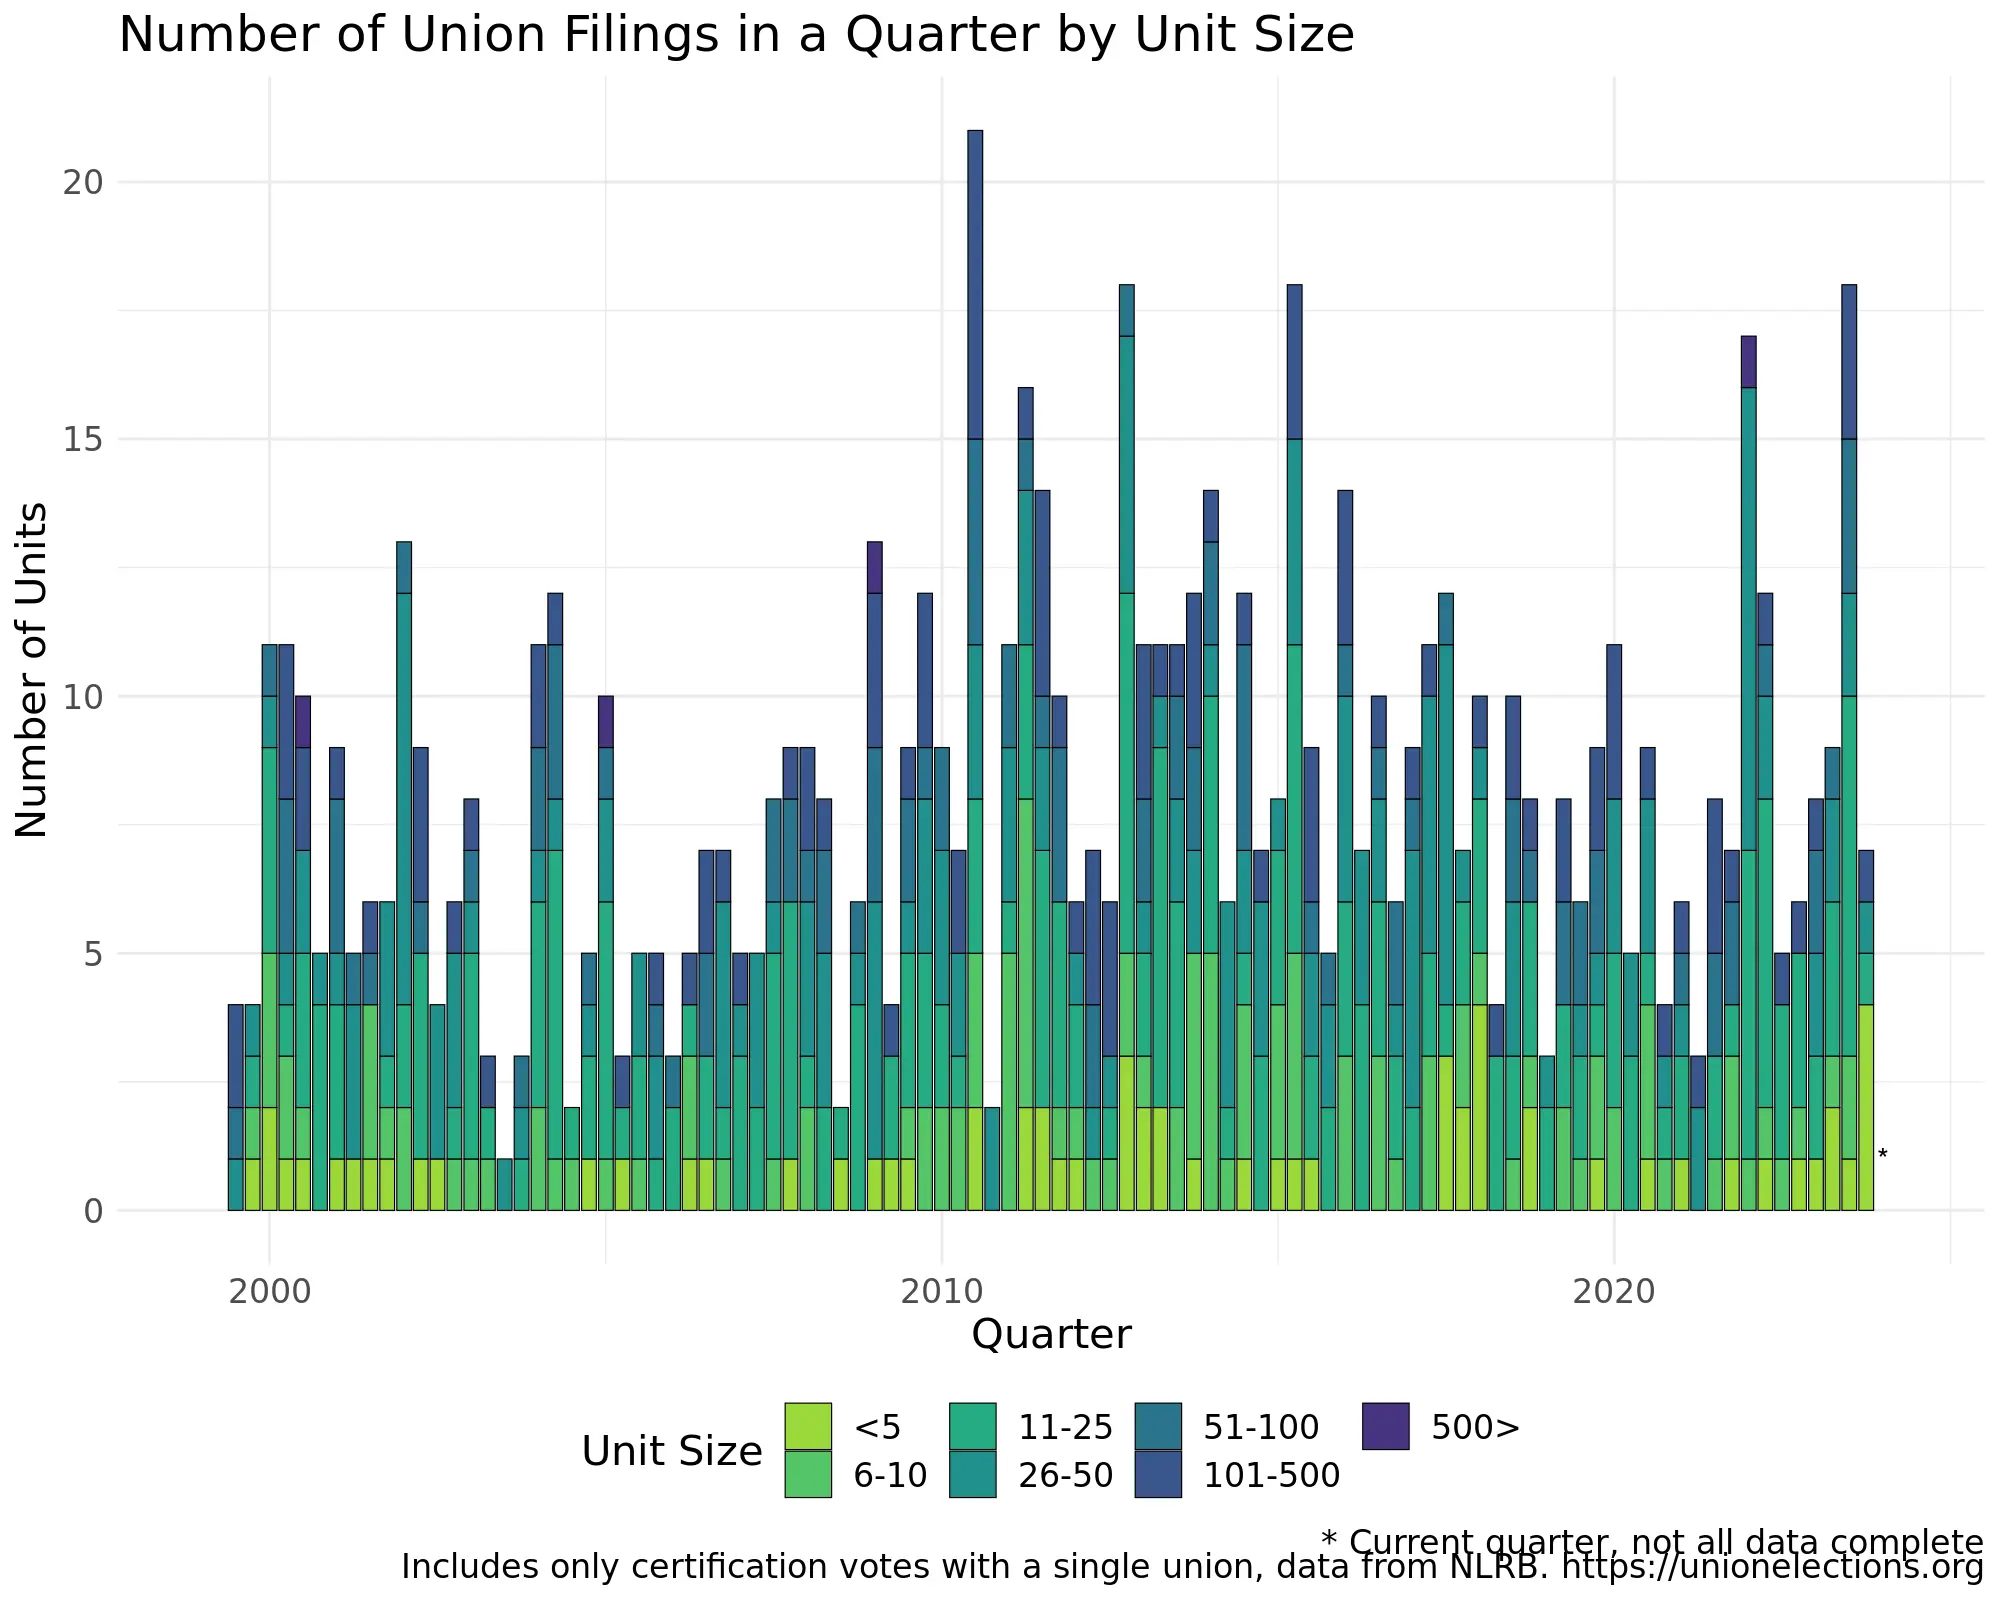 Number of Union Filings in a Quarter by Unit Size
Number of Units
20
15
10
5
0
*
2000
2010
2020
Quarter
Unit Size
<5
11-25
51-100
500>
6-10
26-50
101-500
* Current quarter, not all data complete
Includes only certification votes with a single union, data from NLRB. https://unionelections.org